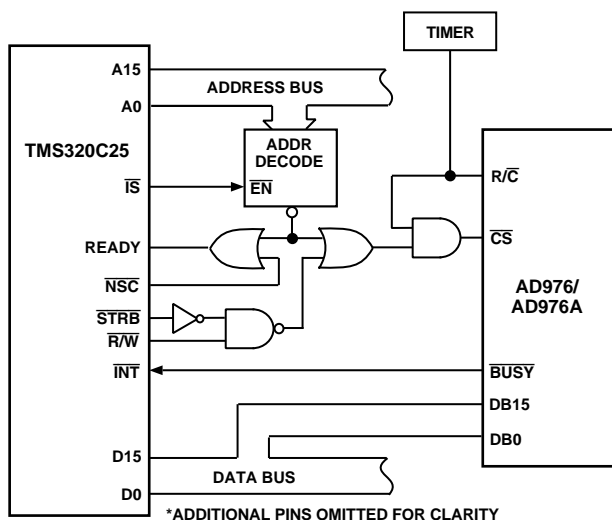 TIMER
A15
ADDRESS BUS
A0
TMS320C25
ADDR
DECODE
IS
EN
R/C
READY
CS
NSC
AD976/
AD976A
STRB
R/W
INT
BUSY
DB15
DB0
D15
DATA BUS
D0
*ADDITIONAL PINS OMITTED FOR CLARITY